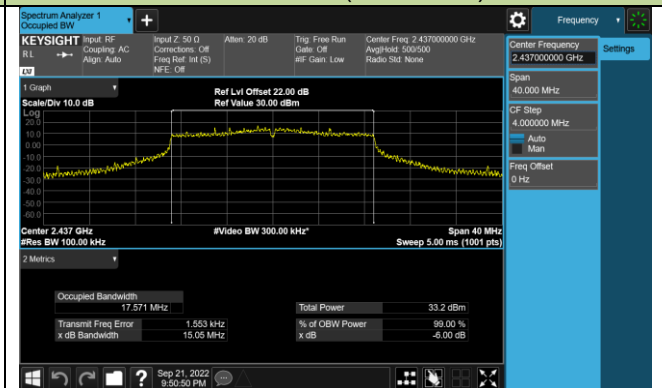 Spectrum Analyzer 1
Occupied BW
+
Frequency
KEYSIGHT
RL
LXI
Input: RF
Coupling: AC
Align: Auto
Input Z: 50 Ω
Corrections: Off
Freq Ref: Int (S)
NFE: Off
Atten: 20 dB
Trig: Free Run
Gate: Off
#IF Gain: Low
Center Freq: 2.437000000 GHz
Avg|Hold: 500/500
Radio Std: None
Center Frequency
2.437000000 GHz
Settings
Span
40.000 MHz
CF Step
4.000000 MHz
Auto
Man
Freq Offset
0 Hz
1 Graph
Scale/Div 10.0 dB
Ref Lvl Offset 22.00 dB
Ref Value 30.00 dBm
Log
20.0
10.0
0.00
-10.0
-20.0
-30.0
-40.0
-50.0
-60.0
Center 2.437 GHz
#Video BW 300.00 kHz*
Span 40 MHz
#Res BW 100.00 kHz
Sweep 5.00 ms (1001 pts)
2 Metrics
Occupied Bandwidth
17.571 MHz
Total Power 33.2 dBm
Transmit Freq Error 1.553 kHz
% of OBW Power 99.00 %
x dB Bandwidth 15.05 MHz
x dB -6.00 dB
?
Sep 21, 2022
9:50:50 PM